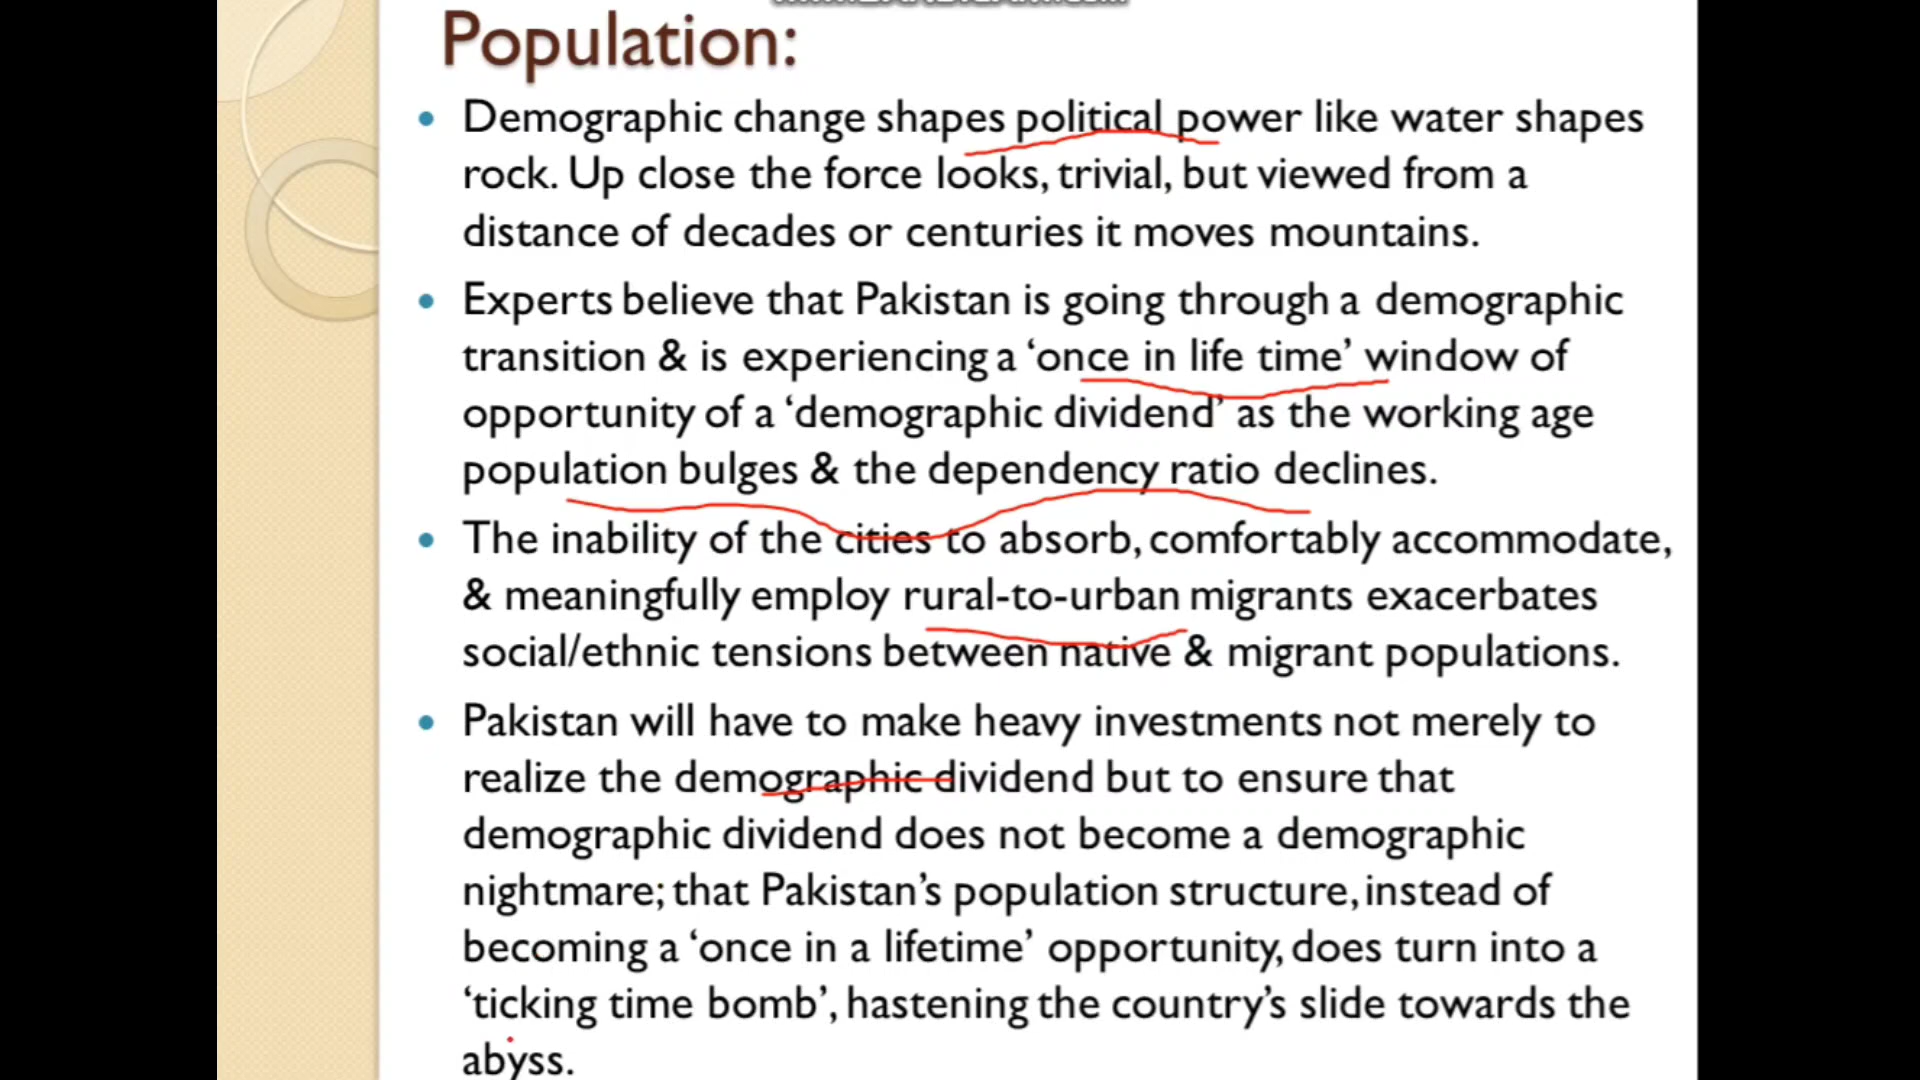 Population:
• Demographic change shapes political power like water shapes
rock. Up close the force looks, trivial, but viewed from a
distance of decades or centuries it moves mountains.
• Experts believe that Pakistan is going through a demographic
transition & is experiencing a ‘once in life time’ window of
opportunity of a ‘demographic dividend’ as the working age
population bulges & the dependency ratio declines.
• The inability of the cities to absorb, comfortably accommodate,
& meaningfully employ rural-to-urban migrants exacerbates
social/ethnic tensions between native & migrant populations.
• Pakistan will have to make heavy investments not merely to
realize the demographic dividend but to ensure that
demographic dividend does not become a demographic
nightmare; that Pakistan’s population structure, instead of
becoming a ‘once in a lifetime’ opportunity, does turn into a
‘ticking time bomb’, hastening the country’s slide towards the
abyss.